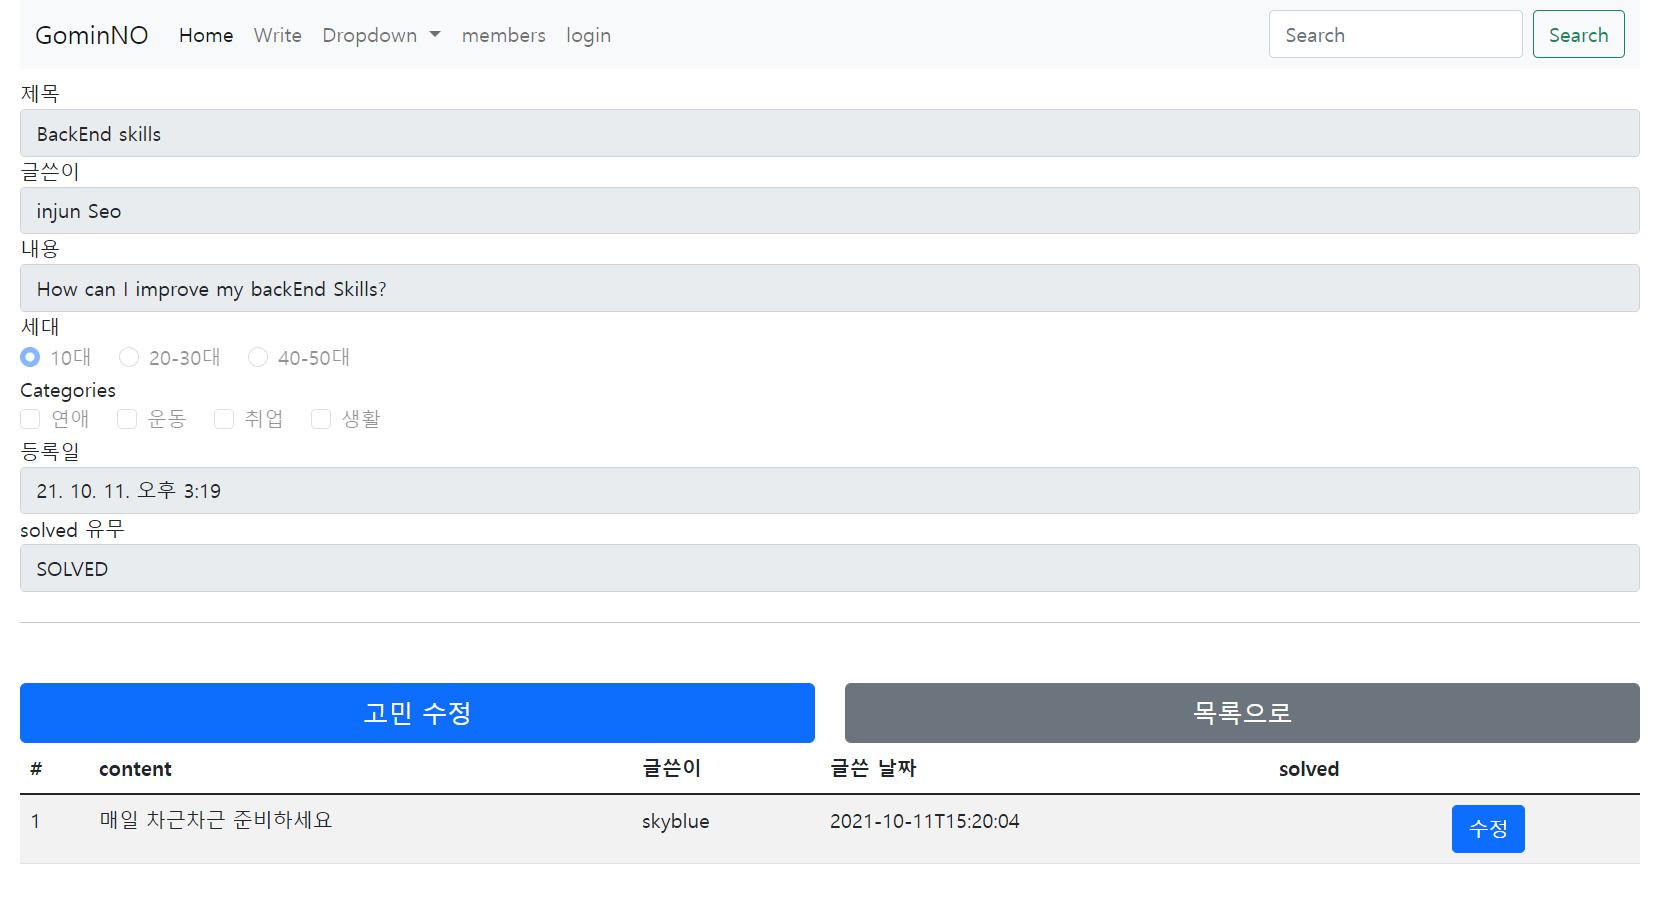 GominNO Home Write Dropdown members login Search Search
제목
BackEnd skills
글쓴이
injun Seo
내용
How can I improve my backEnd Skills?
세대
10대 20-30대 40-50대
Categories
연애 운동 취업 생활
등록일
21. 10. 11. 오후 3:19
solved 유무
SOLVED
고민 수정 목록으로
# content 글쓴이 글쓴 날짜 solved
1 매일 차근차근 준비하세요 skyblue 2021-10-11T15:20:04 수정